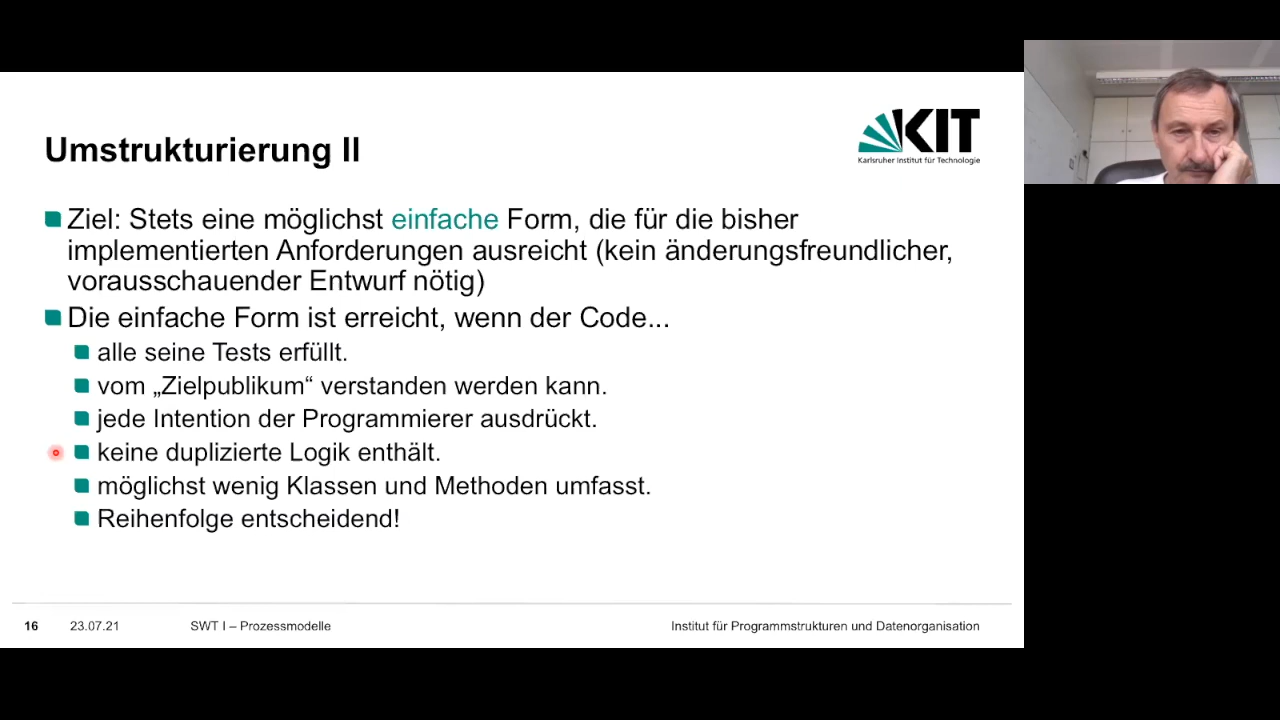 KIT
Karlsruher Institut für Technologie
Umstrukturierung II
Ziel: Stets eine möglichst einfache Form, die für die bisher
implementierten Anforderungen ausreicht (kein änderungsfreundlicher,
vorausschauender Entwurf nötig)
Die einfache Form ist erreicht, wenn der Code...
alle seine Tests erfüllt.
vom „Zielpublikum“ verstanden werden kann.
jede Intention der Programmierer ausdrückt.
keine duplizierte Logik enthält.
möglichst wenig Klassen und Methoden umfasst.
Reihenfolge entscheidend!
16 23.07.21 SWT I – Prozessmodelle Institut für Programmstrukturen und Datenorganisation